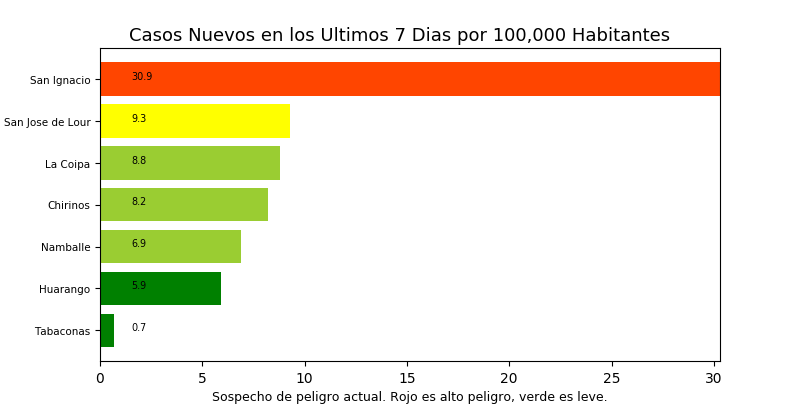 Casos Nuevos en los Ultimos 7 Dias por 100,000 Habitantes
San Ignacio 30.9
San Jose de Lour 9.3
La Coipa 8.8
Chirinos 8.2
Namballe 6.9
Huarango 5.9
Tabaconas 0.7
0 5 10 15 20 25 30
Sospecho de peligro actual. Rojo es alto peligro, verde es leve.